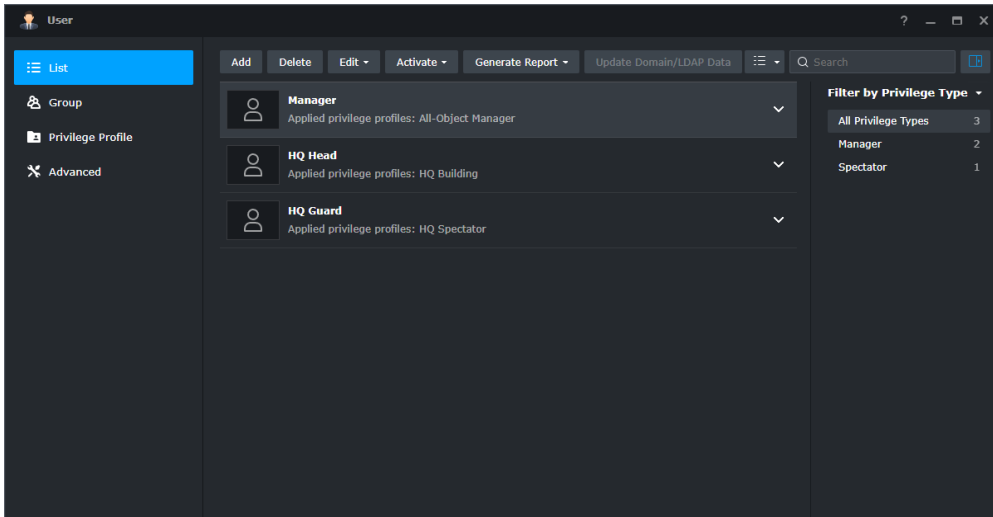 User
?
List
Group
Privilege Profile
Advanced
Add Delete Edit Activate Generate Report Update Domain/LDAP Data Search
Manager
Applied privilege profiles: All-Object Manager
HQ Head
Applied privilege profiles: HQ Building
HQ Guard
Applied privilege profiles: HQ Spectator
Filter by Privilege Type
All Privilege Types 3
Manager 2
Spectator 1